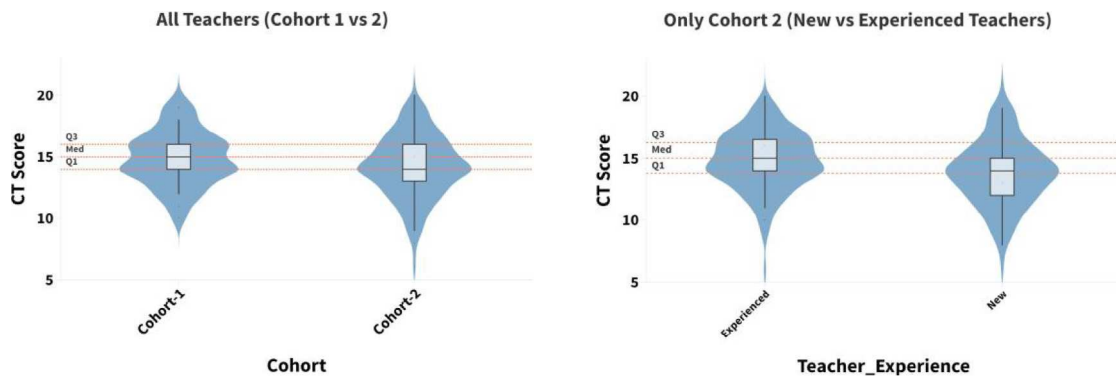 All Teachers (Cohort 1 vs 2)
CT Score
20
15
10
5
Q3
Med
Q1
Cohort-1
Cohort-2
Cohort
Only Cohort 2 (New vs Experienced Teachers)
CT Score
20
15
10
5
Q3
Med
Q1
Experienced
New
Teacher_Experience